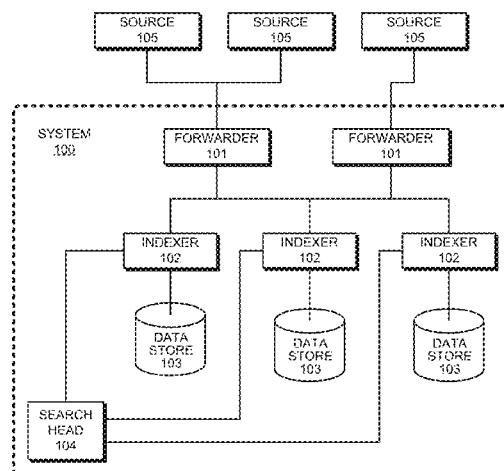 SOURCE
105
SOURCE
105
SOURCE
105
SYSTEM
100
FORWARDER
101
FORWARDER
101
INDEXER
102
INDEXER
102
INDEXER
102
DATA
STORE
103
DATA
STORE
103
DATA
STORE
103
SEARCH
HEAD
104